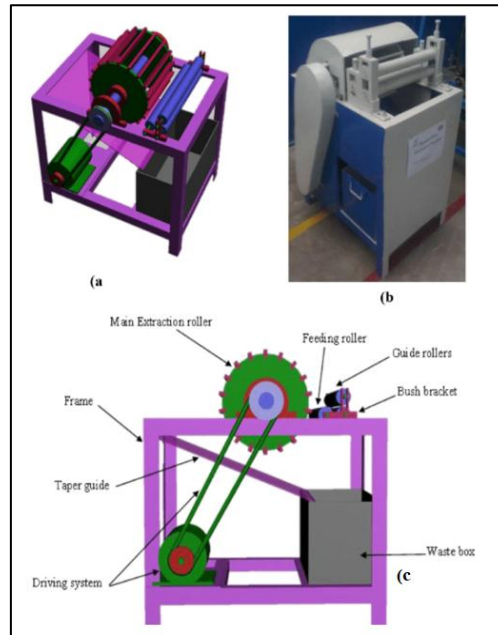 (a
(b)
Main Extraction roller
Feeding roller
Guide rollers
Frame
Bush bracket
Taper guide
Waste box
Driving system
(c